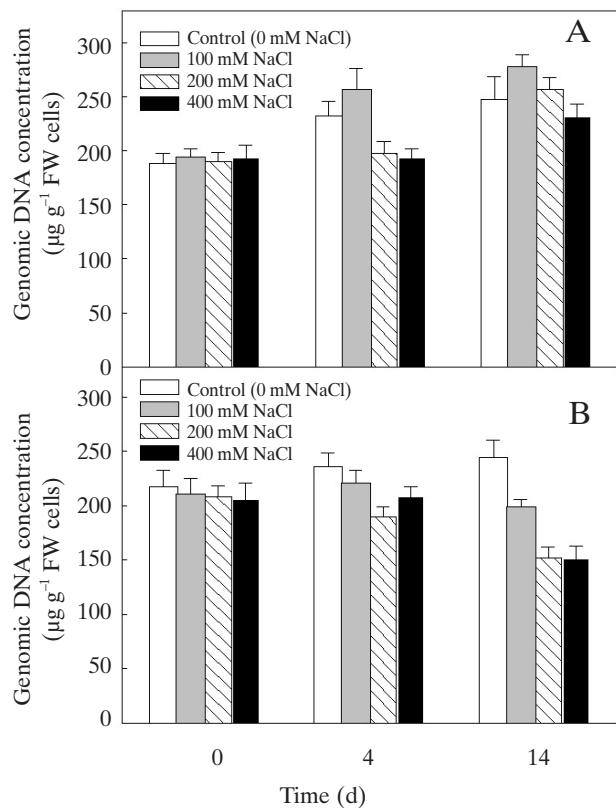 A
Control (0 mM NaCl)
100 mM NaCl
200 mM NaCl
400 mM NaCl
Genomic DNA concentration
(µg g⁻¹ FW cells)
300
250
200
150
100
50
0
B
Control (0 mM NaCl)
100 mM NaCl
200 mM NaCl
400 mM NaCl
Genomic DNA concentration
(µg g⁻¹ FW cells)
300
250
200
150
100
50
0
0 4 14
Time (d)